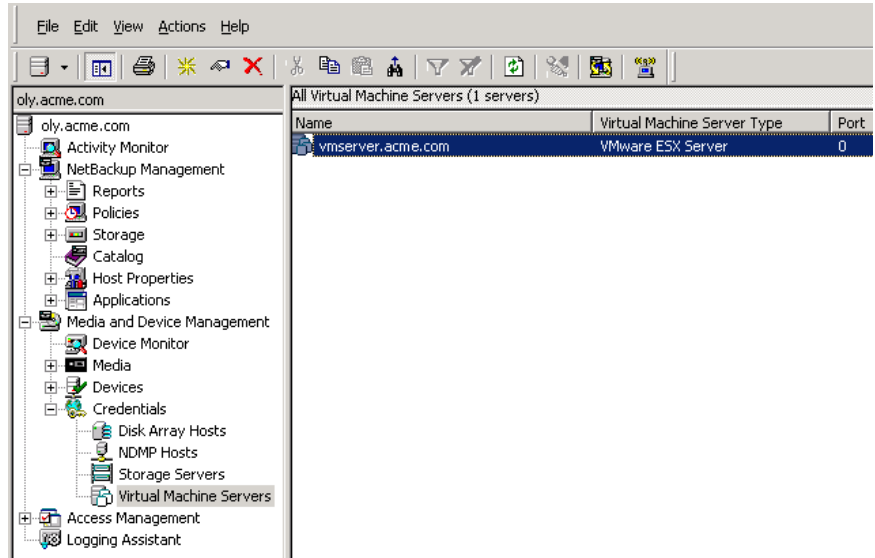 File Edit View Actions Help
oly.acme.com
All Virtual Machine Servers (1 servers)
oly.acme.com
Activity Monitor
NetBackup Management
Reports
Policies
Storage
Catalog
Host Properties
Applications
Media and Device Management
Device Monitor
Media
Devices
Credentials
Disk Array Hosts
NDMP Hosts
Storage Servers
Virtual Machine Servers
Access Management
Logging Assistant
Name Virtual Machine Server Type Port
vmserver.acme.com VMware ESX Server 0